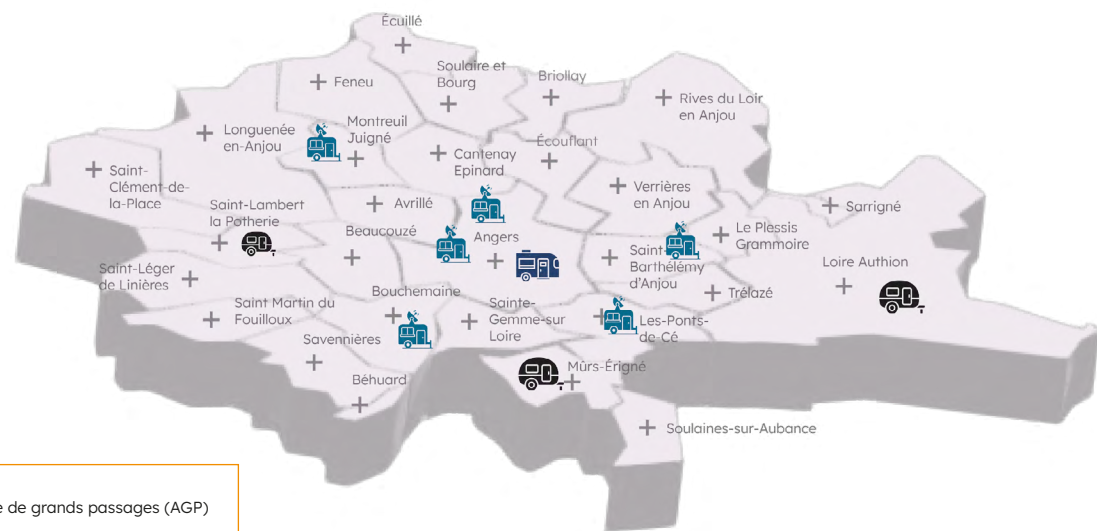 Écuillé
Feneu
Soulaire et
Bourg
Briollay
Rives du Loir
en Anjou
Longuenée
en-Anjou
Montreuil
Juigné
Cantenay
Epinard
Écouflant
Saint-
Clément-de-
la-Place
Saint-Lambert
la Potherie
Avrillé
Verrières
en Anjou
Sarrigné
Le Plessis
Grammoire
Beaucouzé
Angers
Saint-
Barthélémy
d'Anjou
Loire Authion
Saint-Léger
de Linières
Trélazé
Saint Martin du
Fouilloux
Bouchemaine
Sainte-
Gemme-sur
Loire
Les-Ponts-
de-Cé
Savennières
Béhuard
Mûrs-Érigné
Soulaines-sur-Aubance
de grands passages (AGP)